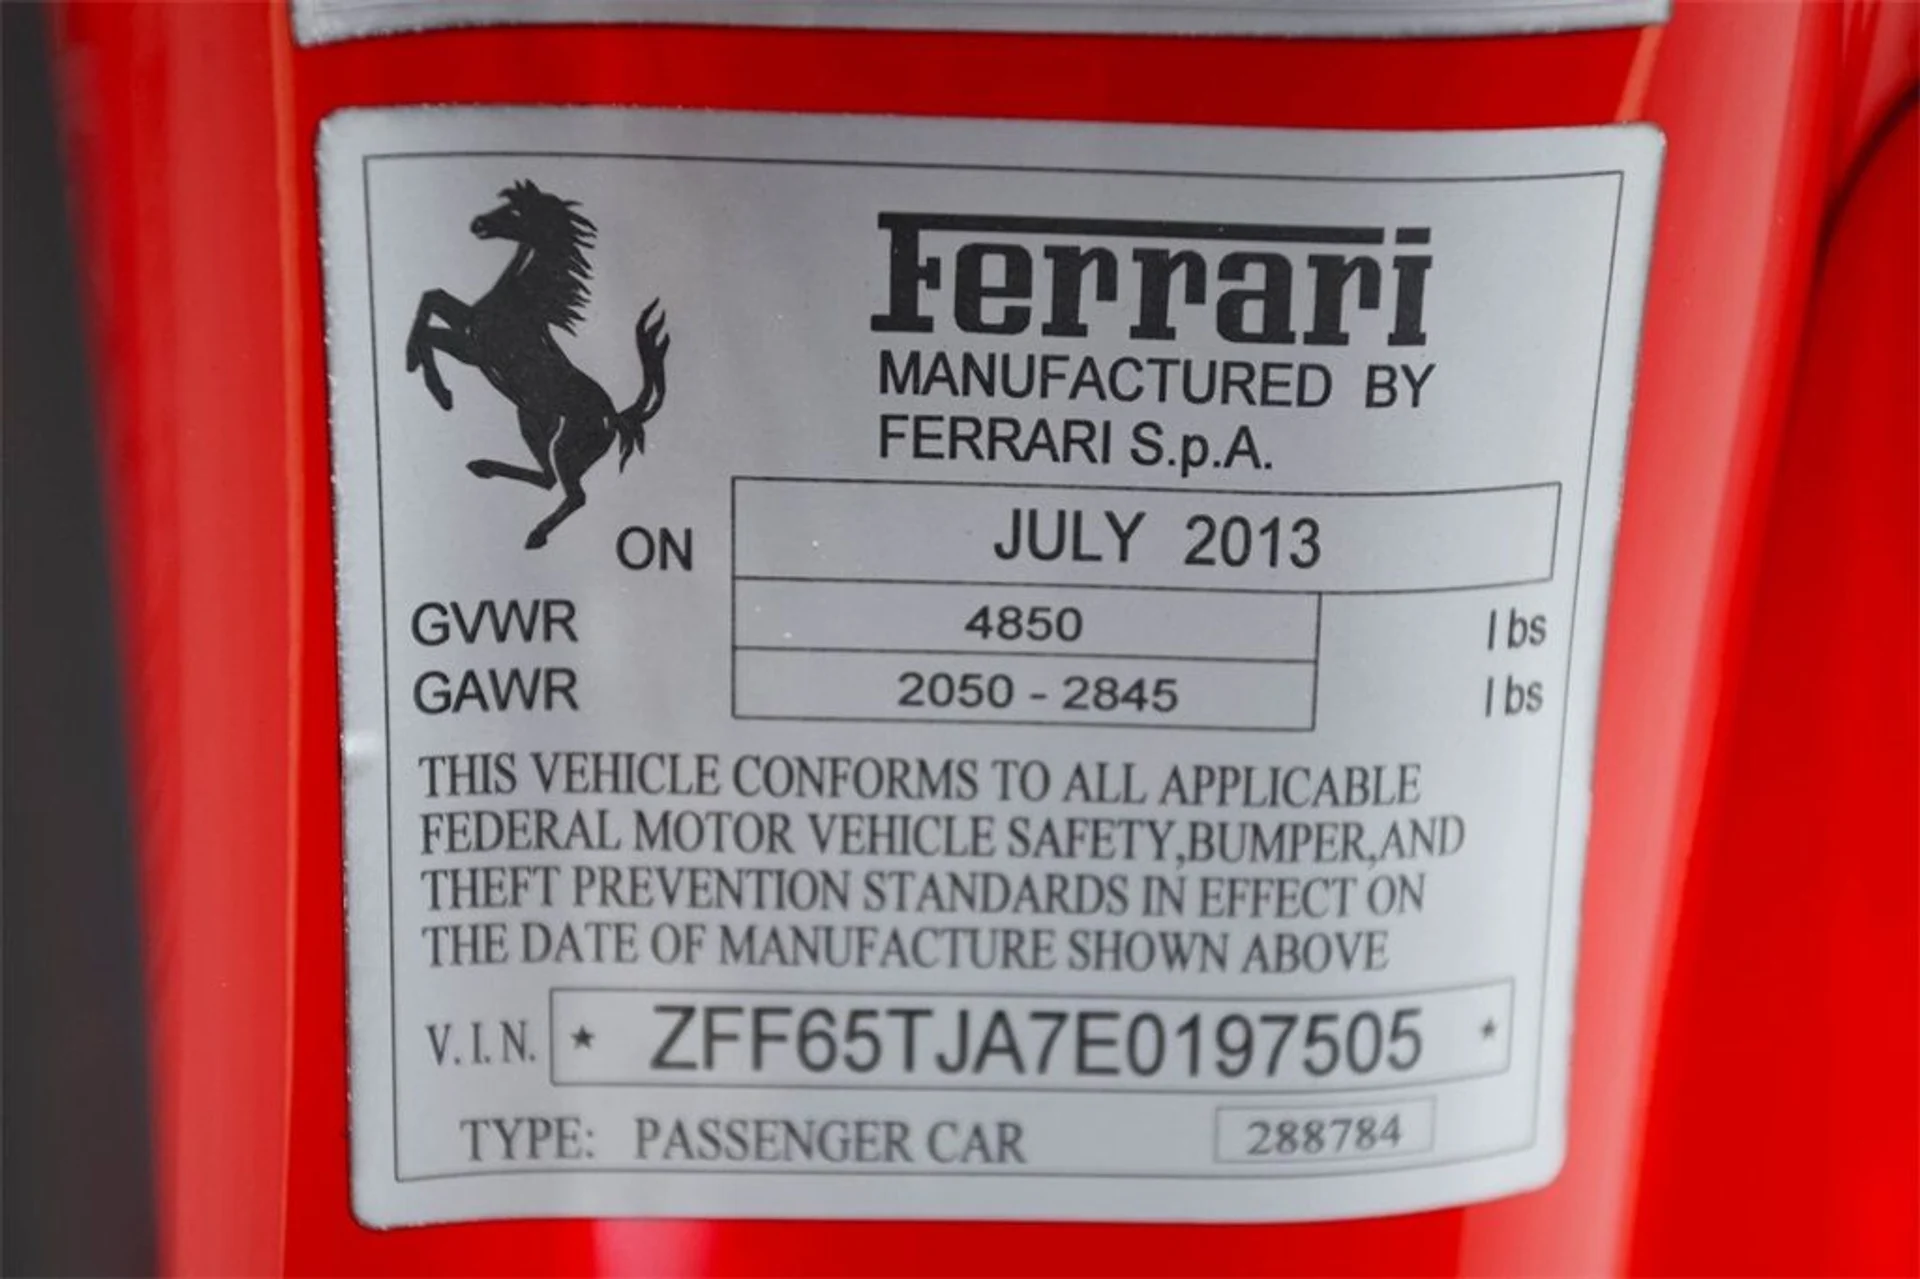 Ferrari
MANUFACTURED BY
FERRARI S.p.A.
ON JULY 2013
GVWR 4850 lbs
GAWR 2050 - 2845 lbs
THIS VEHICLE CONFORMS TO ALL APPLICABLE
FEDERAL MOTOR VEHICLE SAFETY,BUMPER,AND
THEFT PREVENTION STANDARDS IN EFFECT ON
THE DATE OF MANUFACTURE SHOWN ABOVE
V.I.N. * ZFF65TJA7E0197505 *
TYPE: PASSENGER CAR 288784